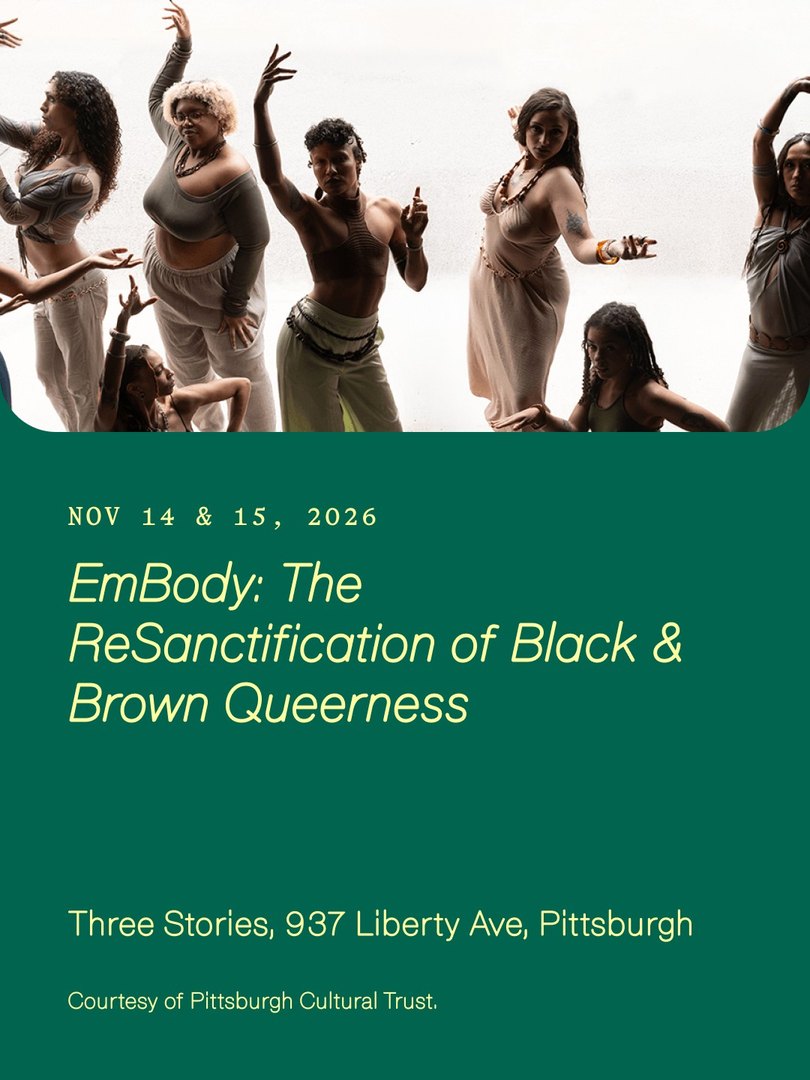 NOV 14 & 15, 2026
EmBody: The
ReSanctification of Black &
Brown Queerness
Three Stories, 937 Liberty Ave, Pittsburgh
Courtesy of Pittsburgh Cultural Trust.